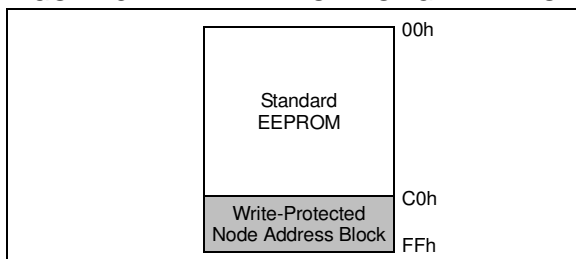 00h
Standard
EEPROM
C0h
Write-Protected
Node Address Block
FFh